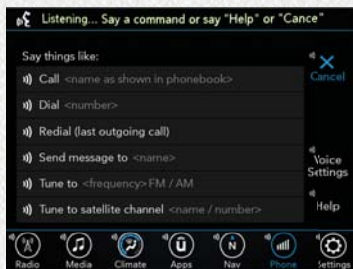 Listening... Say a command or say "Help" or "Cance"
Say things like:
Call <name as shown in phonebook>
Cancel
Dial <number>
Redial (last outgoing call)
Send message to <name>
Voice
Settings
Tune to <frequency> FM / AM
Help
Tune to satellite channel <name / number>
Radio Media Climate Apps Nav Phone Settings